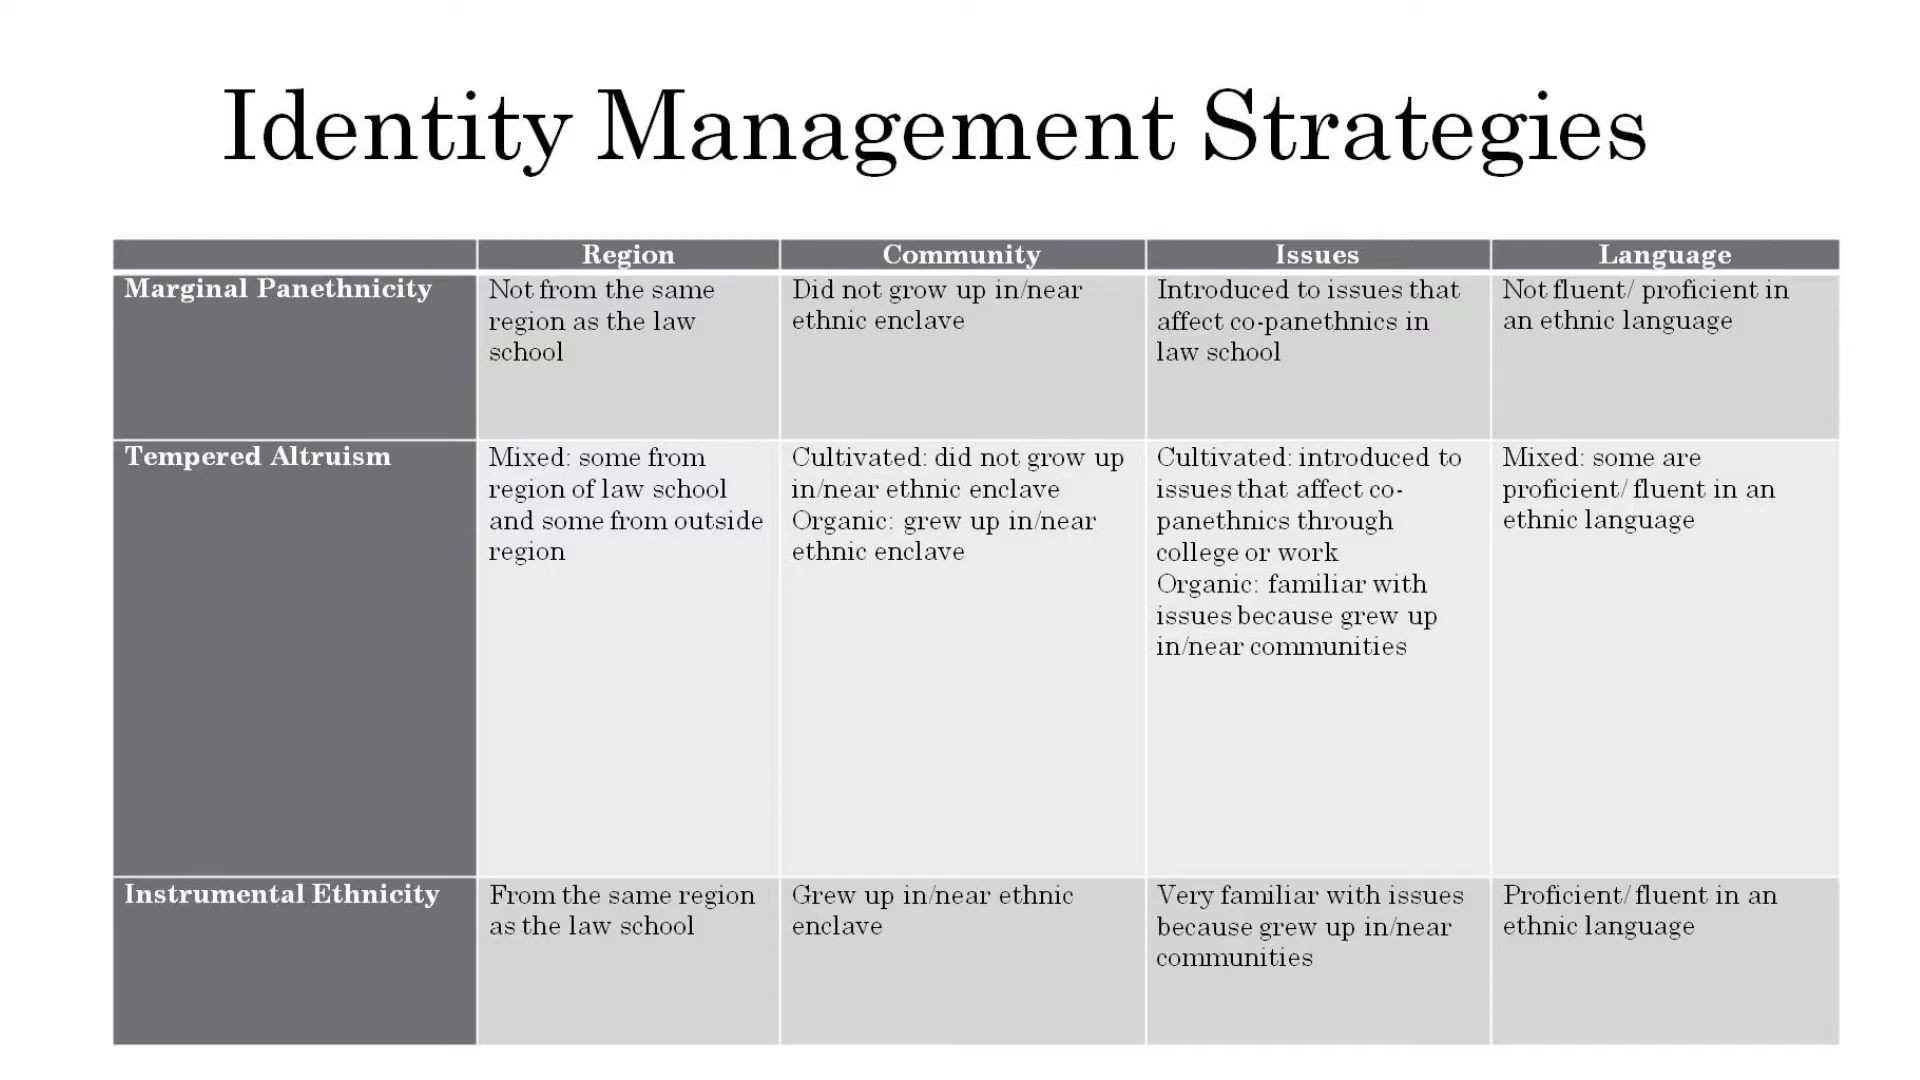 Identity Management Strategies
Region Community Issues Language
Marginal Panethnicity
Not from the same
region as the law
school
Did not grow up in/near
ethnic enclave
Introduced to issues that
affect co-panethnics in
law school
Not fluent/ proficient in
an ethnic language
Tempered Altruism
Mixed: some from
region of law school
and some from outside
region
Cultivated: did not grow up
in/near ethnic enclave
Organic: grew up in/near
ethnic enclave
Cultivated: introduced to
issues that affect co-
panethnics through
college or work
Organic: familiar with
issues because grew up
in/near communities
Mixed: some are
proficient/ fluent in an
ethnic language
Instrumental Ethnicity
From the same region
as the law school
Grew up in/near ethnic
enclave
Very familiar with issues
because grew up in/near
communities
Proficient/ fluent in an
ethnic language